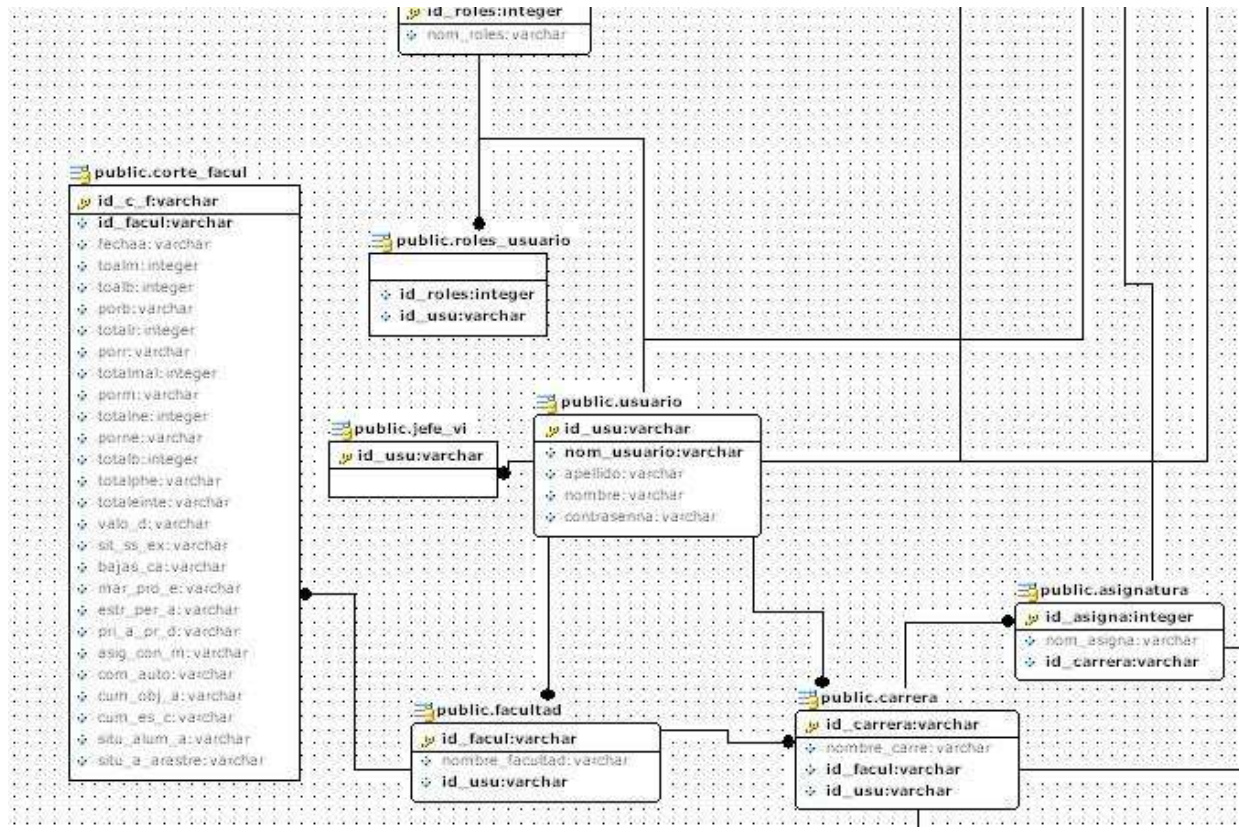 id_roles:integer
nom_roles:varchar
public.corte_facul
id_c_f:varchar
id_facul:varchar
fechaa:varchar
toalm:integer
toalb:integer
porb:varchar
totalr:integer
porr:varchar
totalmal:integer
porm:varchar
totalne:integer
porne:varchar
totalb:integer
totalphe:varchar
totaleinte:varchar
valo_d:varchar
sit_ss_ex:varchar
bajas_ca:varchar
mar_pro_e:varchar
estr_per_a:varchar
pri_a_pr_d:varchar
asig_con_m:varchar
com_auto:varchar
cum_obj_a:varchar
cum_es_c:varchar
situ_alum_a:varchar
situ_a_arastre:varchar
public.roles_usuario
id_roles:integer
id_usu:varchar
public.jefe_vi
id_usu:varchar
public.usuario
id_usu:varchar
nom_usuario:varchar
apellido:varchar
nombre:varchar
contrasenna:varchar
public.asignatura
id_asigna:integer
nom_asigna:varchar
id_carrera:varchar
public.facultad
id_facul:varchar
nombre_facultad:varchar
id_usu:varchar
public.carrera
id_carrera:varchar
nombre_carre:varchar
id_facul:varchar
id_usu:varchar